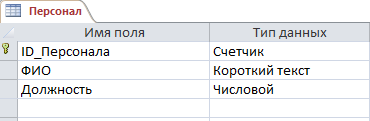 Персонал
Имя поля Тип данных
ID_Персонала Счетчик
ФИО Короткий текст
Должность Числовой